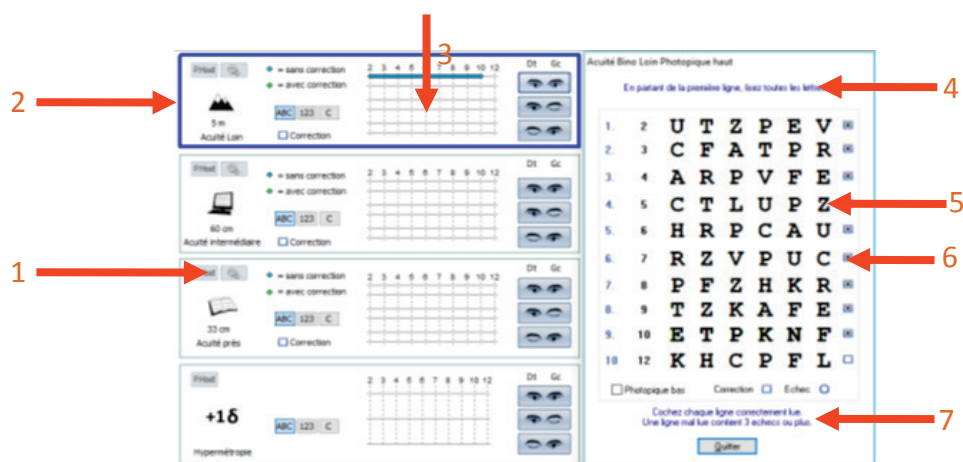 3
2
PHaut
= sans correction
= avec correction
2 3 4 5 6 7 8 9 10 12
Dt Gc
ABC 123 C
5 m
Acuité Loin
Correction
PHaut
= sans correction
= avec correction
2 3 4 5 6 7 8 9 10 12
Dt Gc
ABC 123 C
60 cm
Acuité intermédiaire
Correction
1
= sans correction
= avec correction
2 3 4 5 6 7 8 9 10 12
Dt Gc
ABC 123 C
33 cm
Acuité près
Correction
PHaut
2 3 4 5 6 7 8 9 10 12
Dt Gc
+1δ
ABC 123 C
Hypermétropie
Acuité Bino Loin Photopique haut
En partant de la première ligne, lisez toutes les
4
1. 2 U T Z P E V
2. 3 C F A T P R
3. 4 A R P V F E
4. 5 C T L U P Z
5
5. 6 H R P C A U
6. 7 R Z V P U C
6
7. 8 P F Z H K R
8. 9 T Z K A F E
9. 10 E T P K N F
10 12 K H C P F L
Photopique bas Correction Echec
Cochez chaque ligne correctement lue.
Une ligne mal lue contient 3 echecs ou plus.
7
Quitter